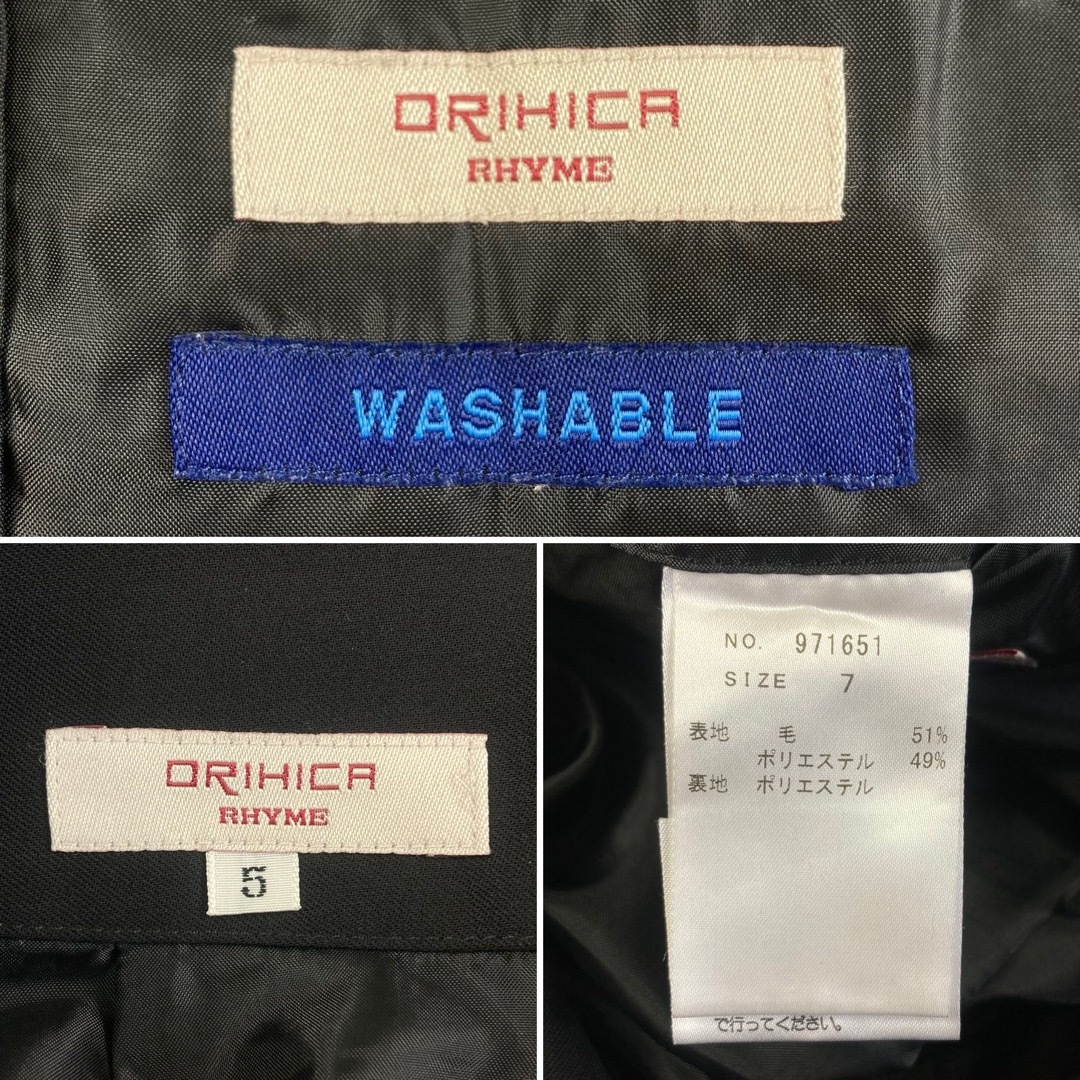 ORIHICA
RHYME
WASHABLE
ORIHICA
RHYME
5
NO. 971651
SIZE 7
表地 毛 51%
ポリエステル 49%
裏地 ポリエステル
で行ってください。